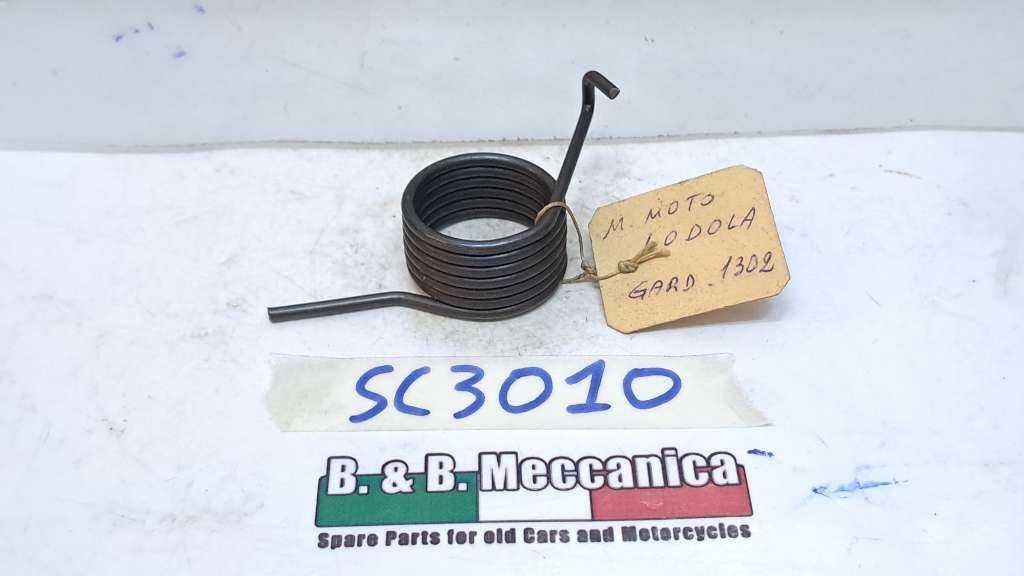 M. MOTO
LODOLA
GARD. 1302
SC3010
B. & B. Meccanica
Spare Parts for old Cars and Motorcycles